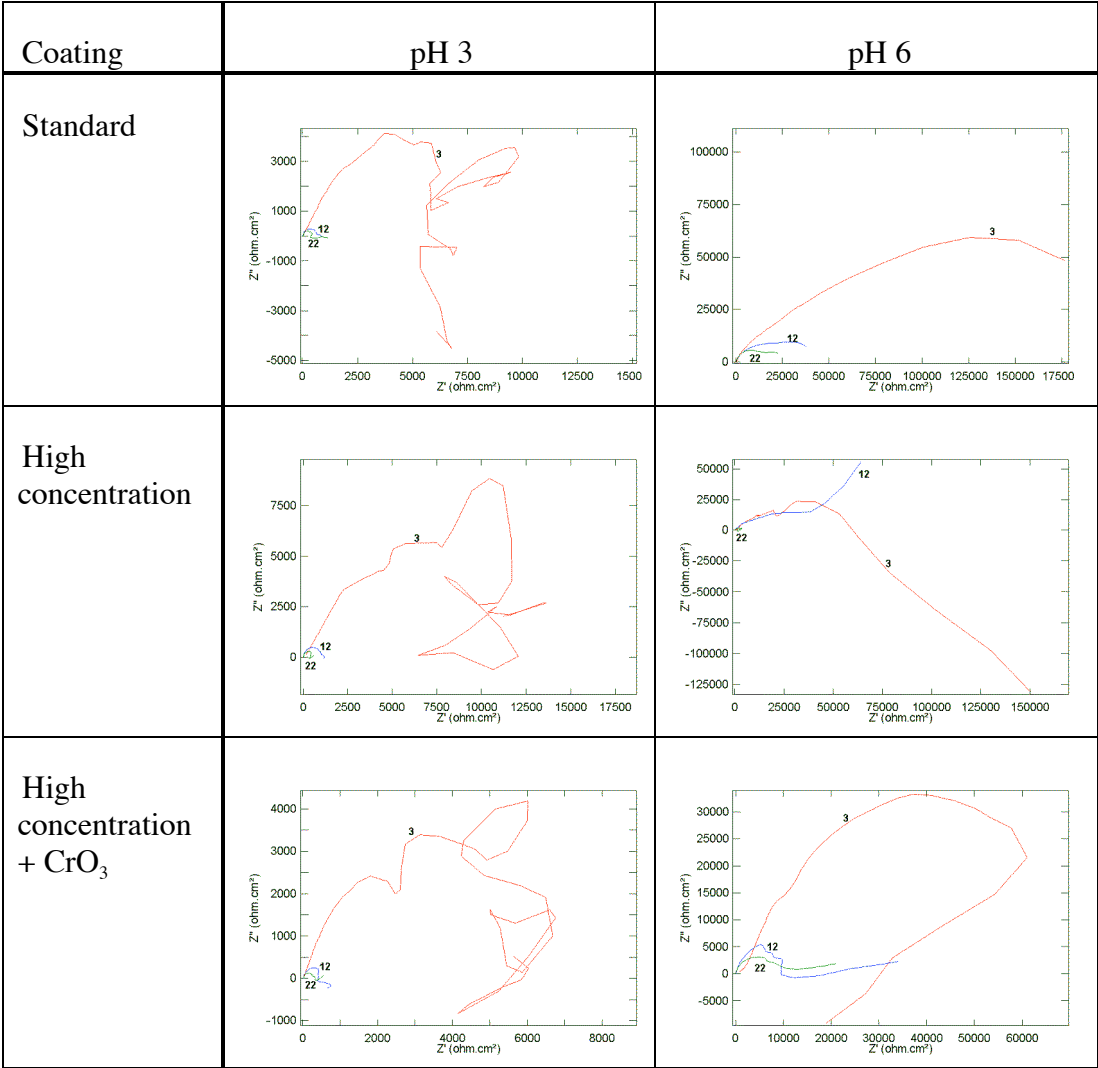 Coating pH 3 pH 6
Standard
3000
1000
-1000
-3000
-5000
Z'' (ohm.cm²)
3
12
22
0 2500 5000 7500 10000 12500 1500
Z' (ohm.cm²)
100000
75000
50000
25000
0
Z'' (ohm.cm²)
3
12
22
0 25000 50000 75000 100000 125000 150000 17500
Z' (ohm.cm²)
High
concentration
7500
5000
2500
0
Z'' (ohm.cm²)
3
12
22
0 2500 5000 7500 10000 12500 15000 17500
Z' (ohm.cm²)
50000
25000
0
-25000
-50000
-75000
-100000
-125000
Z'' (ohm.cm²)
12
22
3
0 25000 50000 75000 100000 125000 150000
Z' (ohm.cm²)
High
concentration
+ CrO₃
4000
3000
2000
1000
0
-1000
Z'' (ohm.cm²)
3
12
22
0 2000 4000 6000 8000
Z' (ohm.cm²)
30000
25000
20000
15000
10000
5000
0
-5000
Z'' (ohm.cm²)
3
12
22
0 10000 20000 30000 40000 50000 60000
Z' (ohm.cm²)